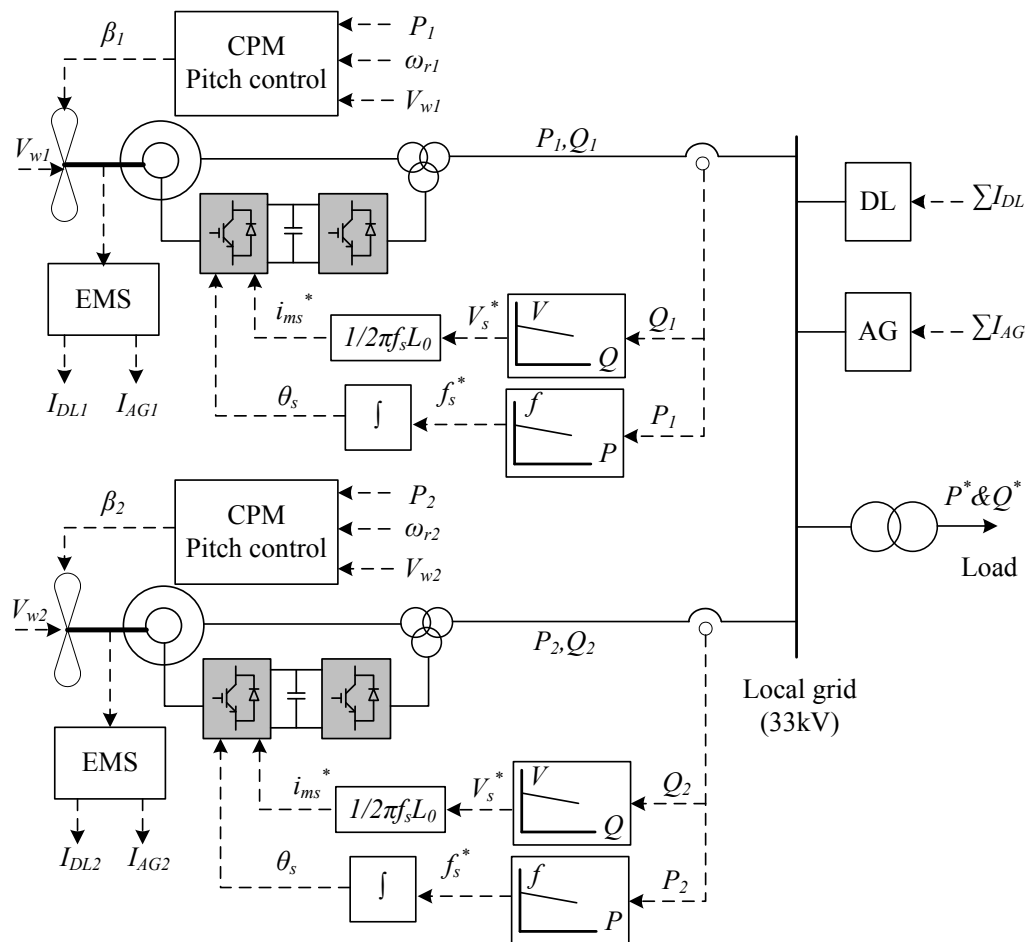 β1
CPM
Pitch control
P1
ωr1
Vw1
Vw1
P1,Q1
DL
∑IDL
EMS
AG
∑IAG
ims*
1/2πfsL0
Vs*
V
Q
Q1
θs
∫
fs*
f
P
P1
IDL1
IAG1
β2
CPM
Pitch control
P2
ωr2
Vw2
P*&Q*
Load
Vw2
P2,Q2
Local grid
(33kV)
EMS
ims*
1/2πfsL0
Vs*
V
Q
Q2
IDL2
IAG2
θs
∫
fs*
f
P
P2